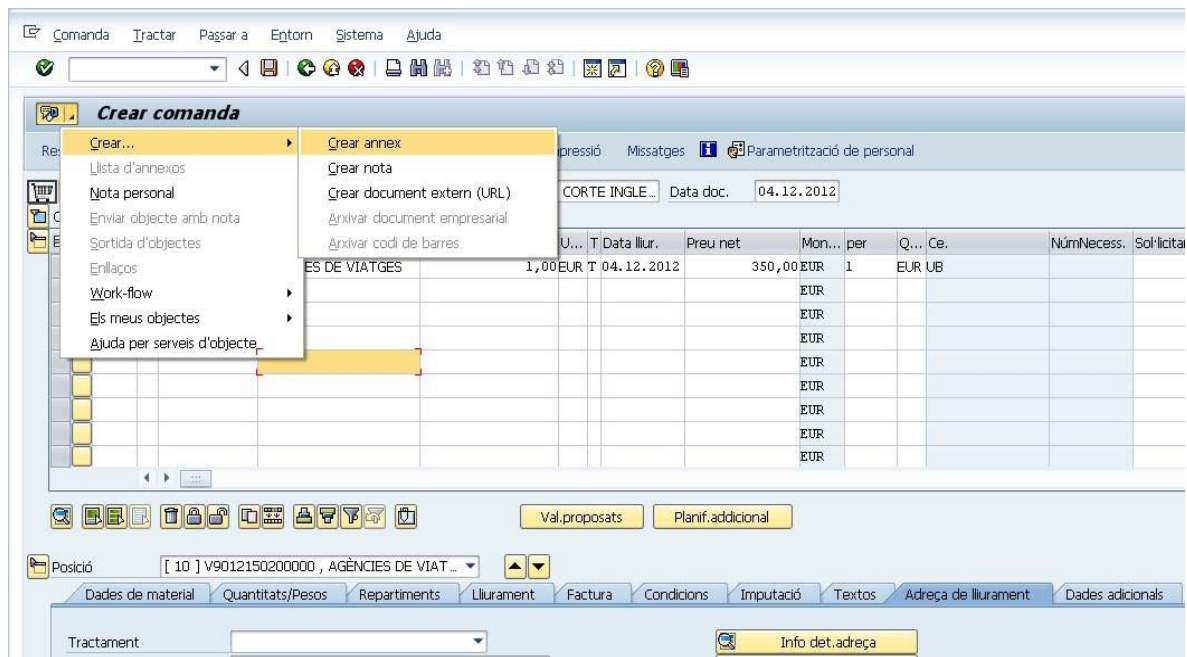 Comanda Tractar Passar a Entorn Sistema Ajuda
Crear comanda
Crear...
Llista d'annexos
Nota personal
Enviar objecte amb nota
Sortida d'objectes
Enllaços
Work-flow
Els meus objectes
Ajuda per serveis d'objecte
Crear annex
Crear nota
Crear document extern (URL)
Arxivar document empresarial
Arxivar codi de barres
Missatges Parametrització de personal
CORTE INGLE... Data doc. 04.12.2012
U... T Data lliur. Preu net Mon... per Q... Ce. NúmNecess.
ES DE VIATGES 1,00 EUR T 04.12.2012 350,00 EUR 1 EUR UB
EUR
EUR
EUR
EUR
EUR
EUR
EUR
EUR
Val.proposats Planif.addicional
Posició [ 10 ] V9012150200000 , AGÈNCIES DE VIAT...
Dades de material Quantitats/Pesos Repartiments Lliurament Factura Condicions Imputació Textos Adreça de lliurament Dades adicionals
Tractament Info det.adreça